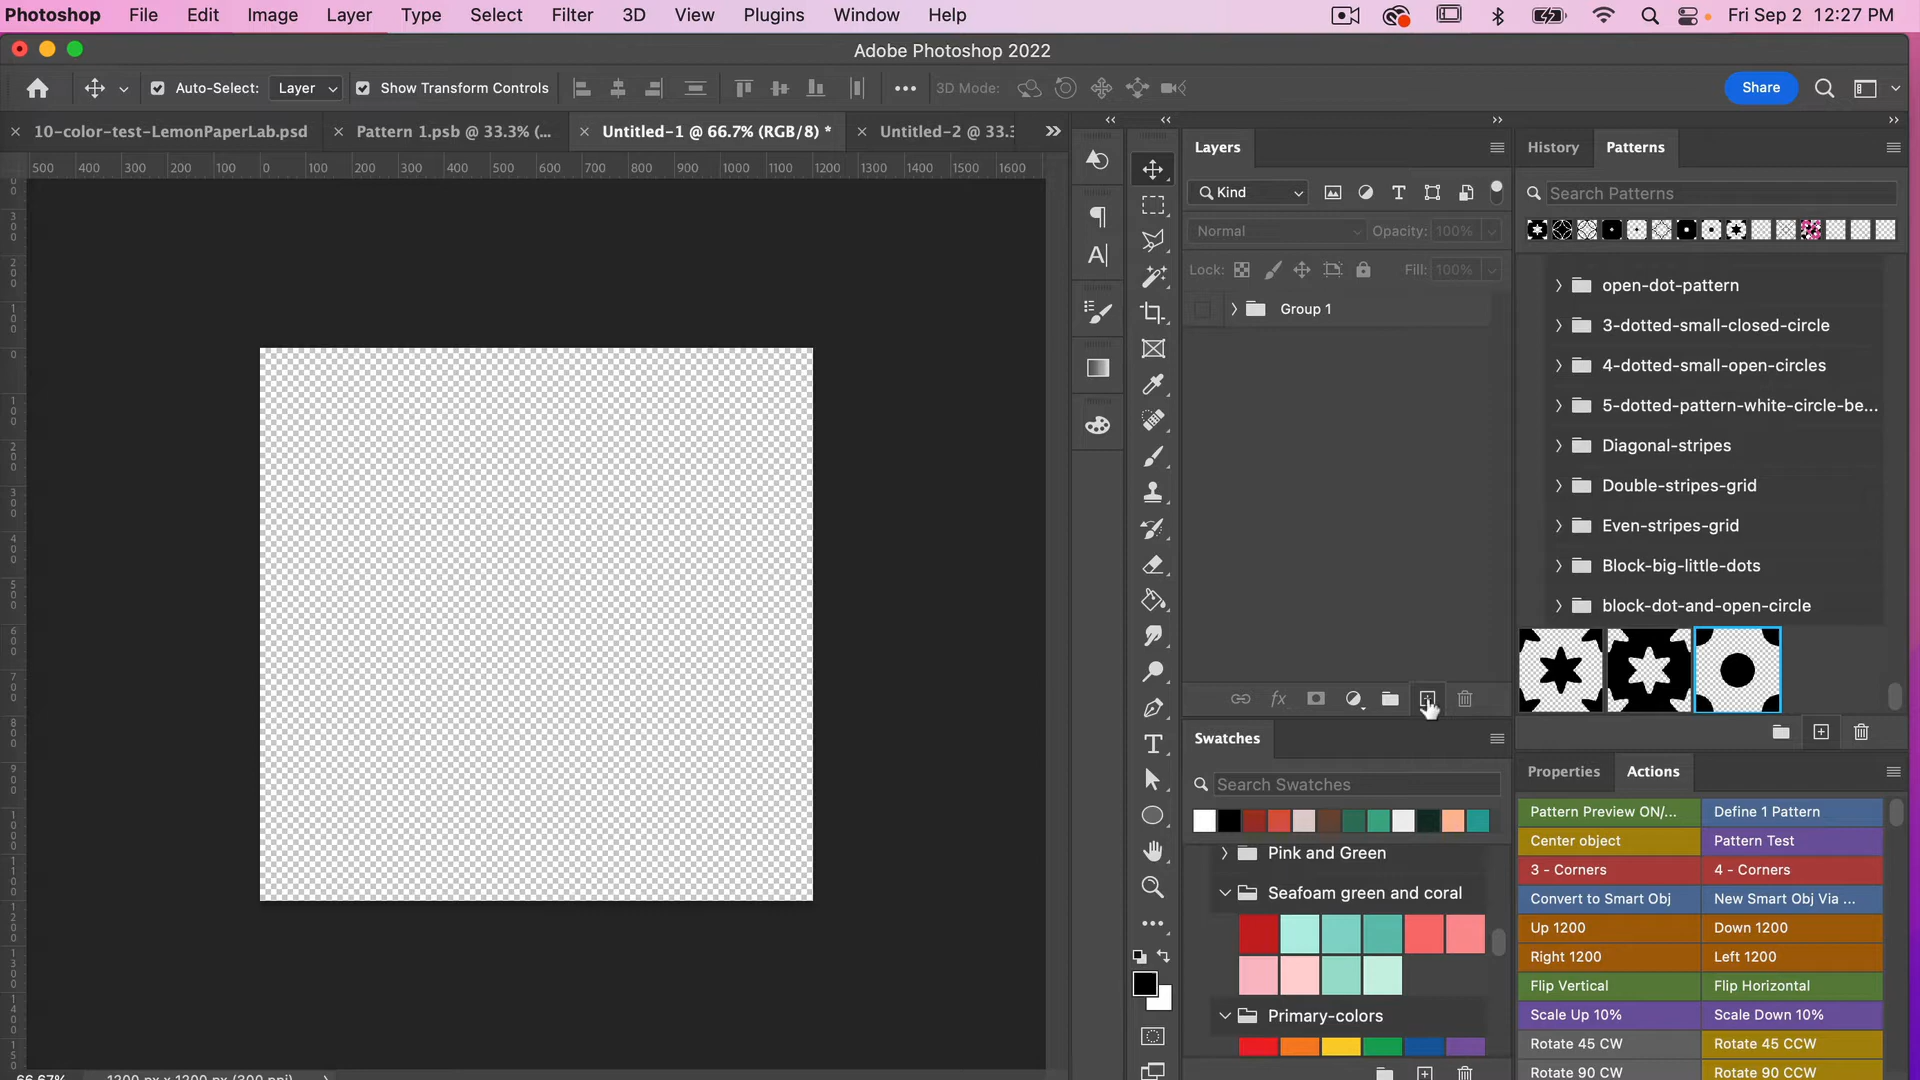 Photoshop File Edit Image Layer Type Select Filter 3D View Plugins Window Help Fri Sep 2 12:27 PM
Adobe Photoshop 2022
Auto-Select: Layer Show Transform Controls ••• 3D Mode: Share
× 10-color-test-LemonPaperLab.psd × Pattern 1.psb @ 33.3% (... × Untitled-1 @ 66.7% (RGB/8) * × Untitled-2 @ 33.3
500 400 300 200 100 0 100 200 300 400 500 600 700 800 900 1000 1100 1200 1300 1400 1500 1600
Layers
Kind
Normal Opacity: 100%
Lock: Fill: 100%
Group 1
fx
Swatches
Search Swatches
Pink and Green
Seafoam green and coral
Primary-colors
History Patterns
Search Patterns
open-dot-pattern
3-dotted-small-closed-circle
4-dotted-small-open-circles
5-dotted-pattern-white-circle-be...
Diagonal-stripes
Double-stripes-grid
Even-stripes-grid
Block-big-little-dots
block-dot-and-open-circle
Properties Actions
Pattern Preview ON/... Define 1 Pattern
Center object Pattern Test
3 - Corners 4 - Corners
Convert to Smart Obj New Smart Obj Via ...
Up 1200 Down 1200
Right 1200 Left 1200
Flip Vertical Flip Horizontal
Scale Up 10% Scale Down 10%
Rotate 45 CW Rotate 45 CCW
Rotate 90 CW Rotate 90 CCW
66.67% 1200 px x 1200 px (300 ppi)